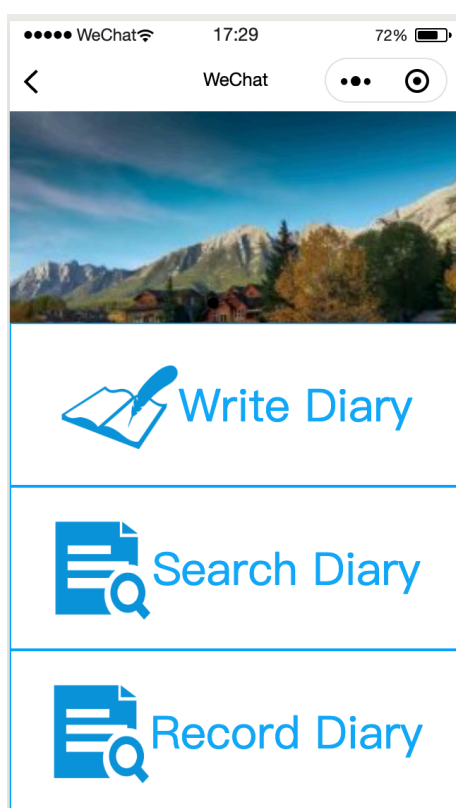 ●●●●● WeChat 17:29 72%
WeChat
Write Diary
Search Diary
Record Diary